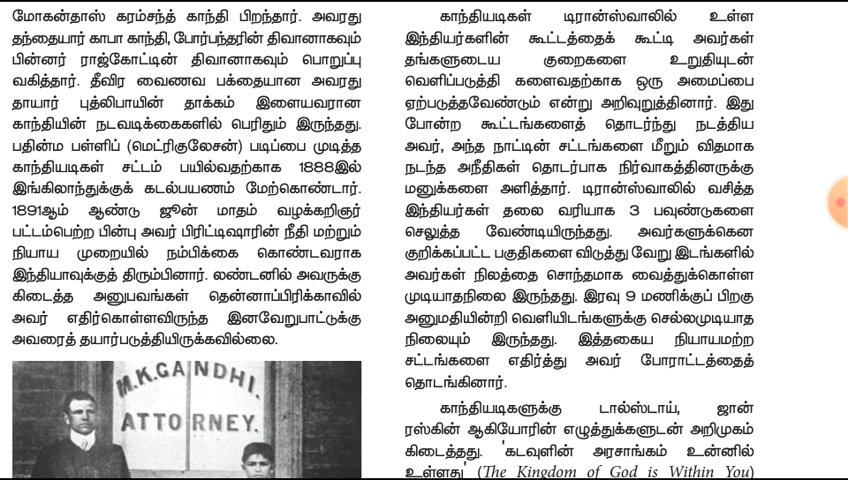 மோகன்தாஸ் கரம்சந்த் காந்தி பிறந்தார். அவரது
தந்தையார் காபா காந்தி, போர்பந்தரின் திவானாகவும்
பின்னர் ராஜ்கோட்டின் திவானாகவும் பொறுப்பு
வகித்தார். தீவிர வைணவ பக்தையான அவரது
தாயார் புத்லிபாயின் தாக்கம் இளையவரான
காந்தியின் நடவடிக்கைகளில் பெரிதும் இருந்தது.
பதின்ம பள்ளிப் (மெட்ரிகுலேசன்) படிப்பை முடித்த
காந்தியடிகள் சட்டம் பயில்வதற்காக 1888இல்
இங்கிலாந்துக்குக் கடல்பயணம் மேற்கொண்டார்.
1891ஆம் ஆண்டு ஜூன் மாதம் வழக்கறிஞர்
பட்டம்பெற்ற பின்பு அவர் பிரிட்டிஷாரின் நீதி மற்றும்
நியாய முறையில் நம்பிக்கை கொண்டவராக
இந்தியாவுக்குத் திரும்பினார். லண்டனில் அவருக்கு
கிடைத்த அனுபவங்கள் தென்னாப்பிரிக்காவில்
அவர் எதிர்கொள்ளவிருந்த இனவேறுபாட்டுக்கு
அவரைத் தயார்படுத்தியிருக்கவில்லை.
M.K.GANDHI.
ATTORNEY.
காந்தியடிகள் டிரான்ஸ்வாலில் உள்ள
இந்தியர்களின் கூட்டத்தைக் கூட்டி அவர்கள்
தங்களுடைய குறைகளை உறுதியுடன்
வெளிப்படுத்தி களைவதற்காக ஒரு அமைப்பை
ஏற்படுத்தவேண்டும் என்று அறிவுறுத்தினார். இது
போன்ற கூட்டங்களைத் தொடர்ந்து நடத்திய
அவர், அந்த நாட்டின் சட்டங்களை மீறும் விதமாக
நடந்த அநீதிகள் தொடர்பாக நிர்வாகத்தினருக்கு
மனுக்களை அளித்தார். டிரான்ஸ்வாலில் வசித்த
இந்தியர்கள் தலை வரியாக 3 பவுண்டுகளை
செலுத்த வேண்டியிருந்தது. அவர்களுக்கென
குறிக்கப்பட்ட பகுதிகளை விடுத்து வேறு இடங்களில்
அவர்கள் நிலத்தை சொந்தமாக வைத்துக்கொள்ள
முடியாதநிலை இருந்தது. இரவு 9 மணிக்குப் பிறகு
அனுமதியின்றி வெளியிடங்களுக்கு செல்லமுடியாத
நிலையும் இருந்தது. இத்தகைய நியாயமற்ற
சட்டங்களை எதிர்த்து அவர் போராட்டத்தைத்
தொடங்கினார்.
காந்தியடிகளுக்கு டால்ஸ்டாய், ஜான்
ரஸ்கின் ஆகியோரின் எழுத்துக்களுடன் அறிமுகம்
கிடைத்தது. 'கடவுளின் அரசாங்கம் உன்னில்
உள்ளது' (The Kingdom of God is Within You)